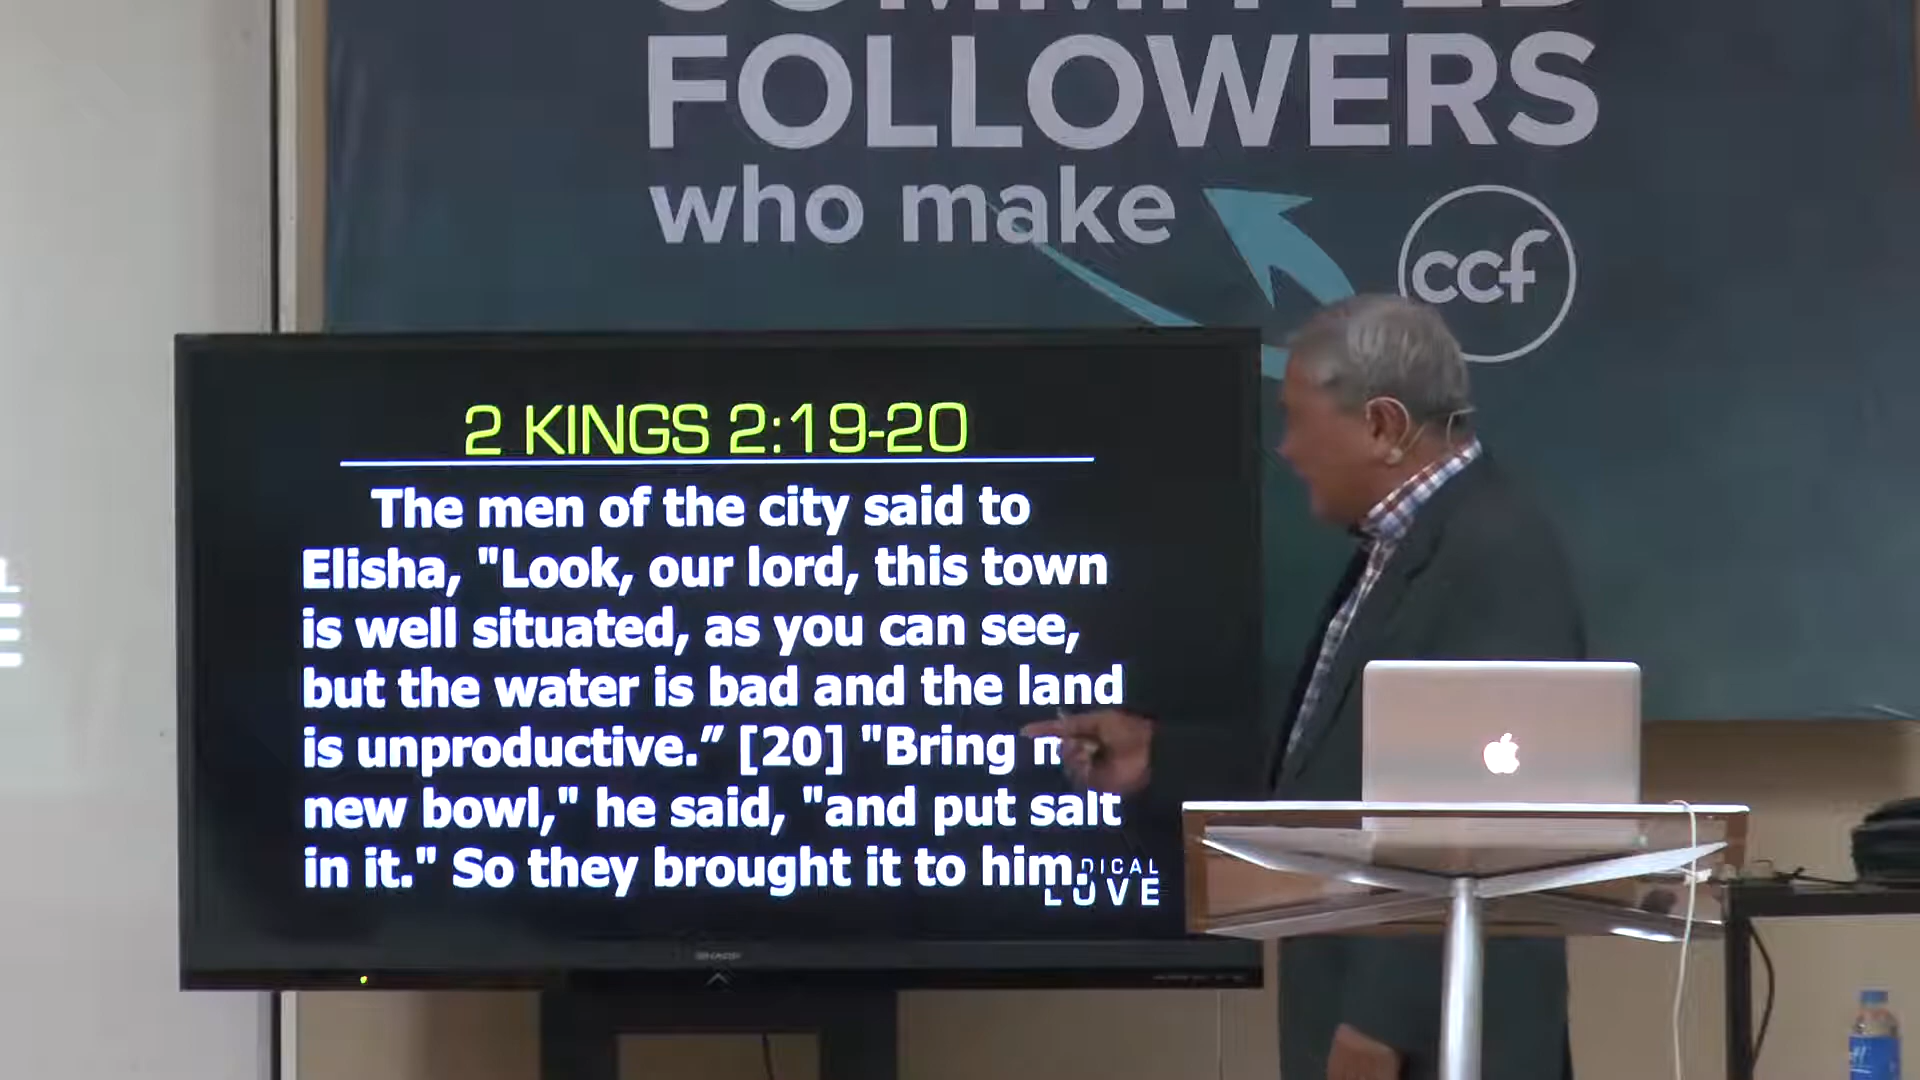 FOLLOWERS
who make
ccf
2 KINGS 2:19-20
The men of the city said to
Elisha, "Look, our lord, this town
is well situated, as you can see,
but the water is bad and the land
is unproductive.” [20] "Bring
new bowl," he said, "and put salt
in it." So they brought it to him.
LOVE
SHARP